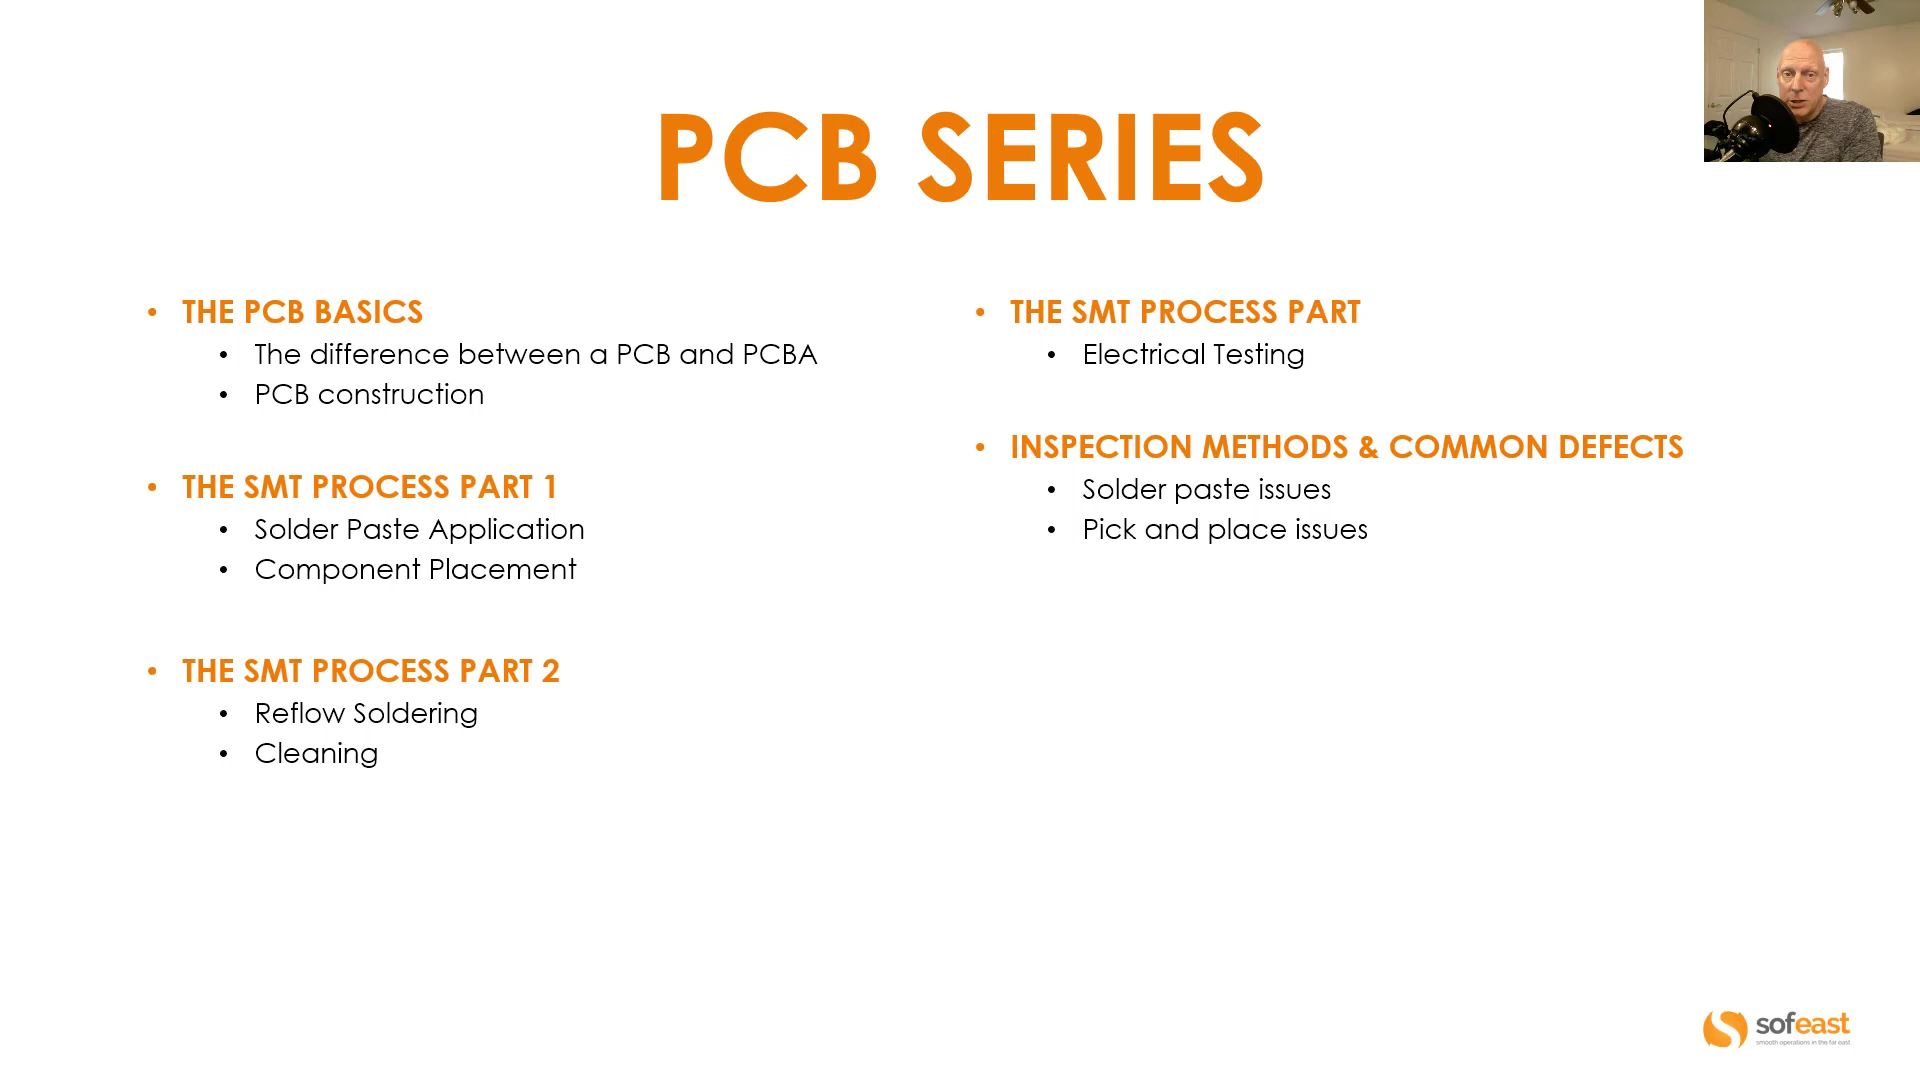 PCB SERIES
• THE PCB BASICS
• The difference between a PCB and PCBA
• PCB construction
• THE SMT PROCESS PART 1
• Solder Paste Application
• Component Placement
• THE SMT PROCESS PART 2
• Reflow Soldering
• Cleaning
• THE SMT PROCESS PART
• Electrical Testing
• INSPECTION METHODS & COMMON DEFECTS
• Solder paste issues
• Pick and place issues
sofeast
smooth operations in the far east